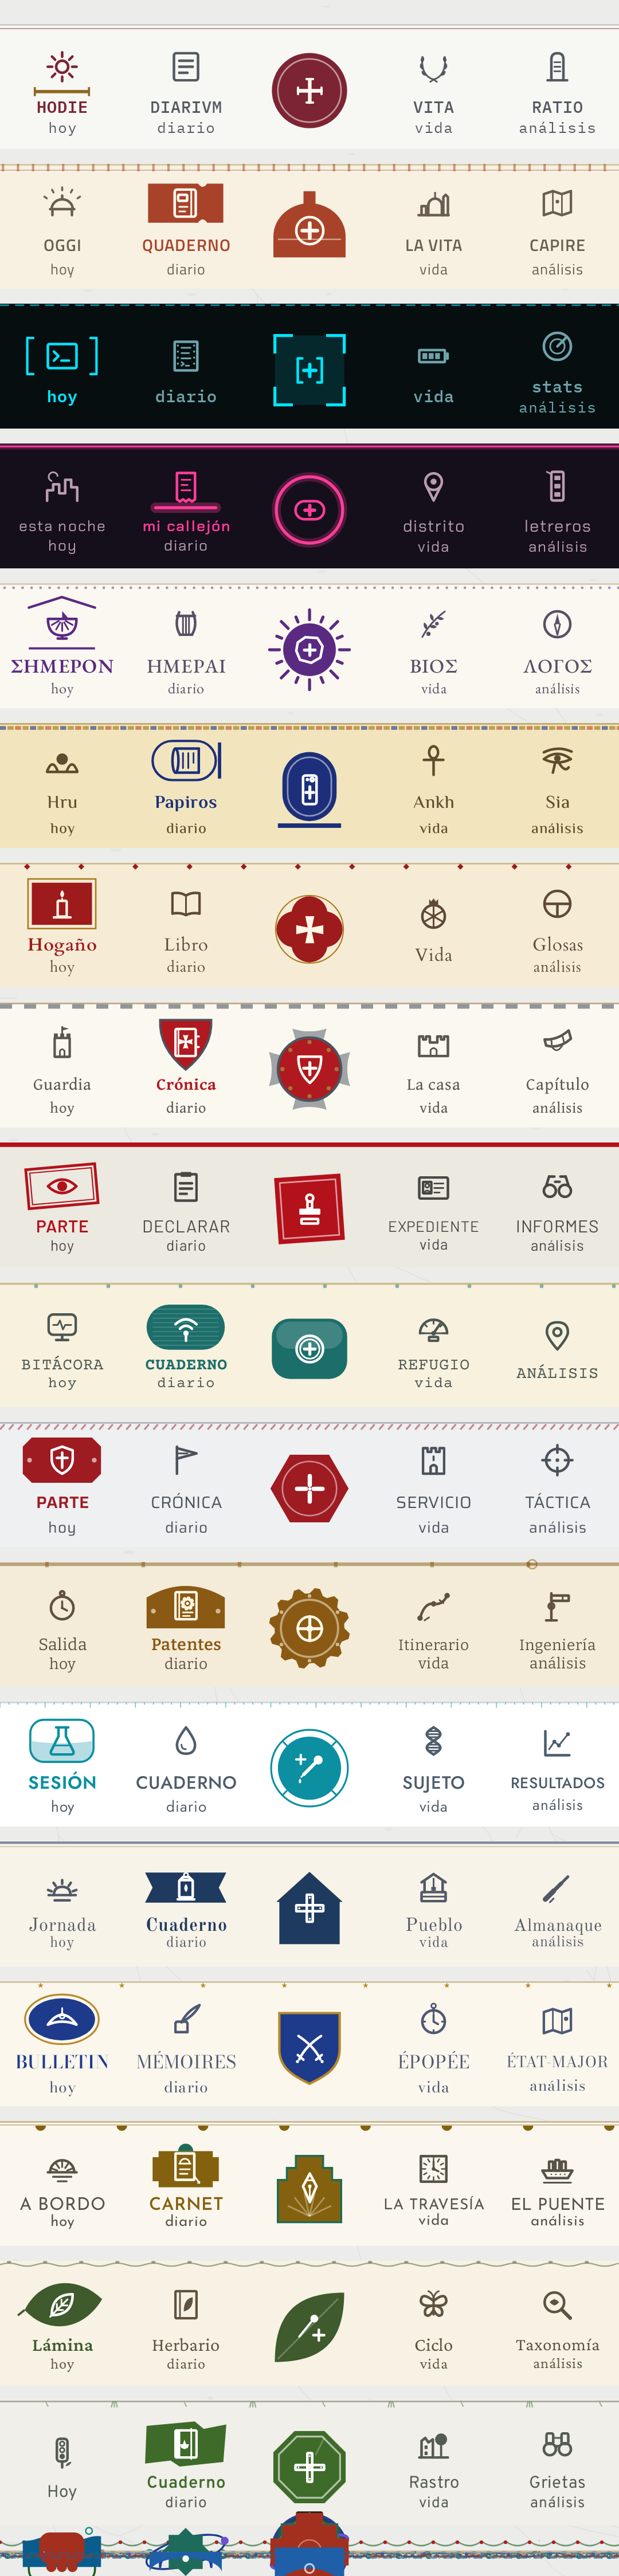 HODIE DIARIVM VITA RATIO
hoy diario vida análisis
OGGI QUADERNO LA VITA CAPIRE
hoy diario vida análisis
hoy diario vida stats
análisis
esta noche mi callejón distrito letreros
hoy diario vida análisis
ΣΗΜΕΡΟΝ ΗΜΕΡΑΙ ΒΙΟΣ ΛΟΓΟΣ
hoy diario vida análisis
Hru Papiros Ankh Sia
hoy diario vida análisis
Hogaño Libro Vida Glosas
hoy diario análisis
Guardia Crónica La casa Capítulo
hoy diario vida análisis
PARTE DECLARAR EXPEDIENTE INFORMES
hoy diario vida análisis
BITÁCORA CUADERNO REFUGIO ANÁLISIS
hoy diario vida
PARTE CRÓNICA SERVICIO TÁCTICA
hoy diario vida análisis
Salida Patentes Itinerario Ingeniería
hoy diario vida análisis
SESIÓN CUADERNO SUJETO RESULTADOS
hoy diario vida análisis
Jornada Cuaderno Pueblo Almanaque
hoy diario vida análisis
BULLETIN MÉMOIRES ÉPOPÉE ÉTAT-MAJOR
hoy diario vida análisis
A BORDO CARNET LA TRAVESÍA EL PUENTE
hoy diario vida análisis
Lámina Herbario Ciclo Taxonomía
hoy diario vida análisis
Hoy Cuaderno Rastro Grietas
diario vida análisis